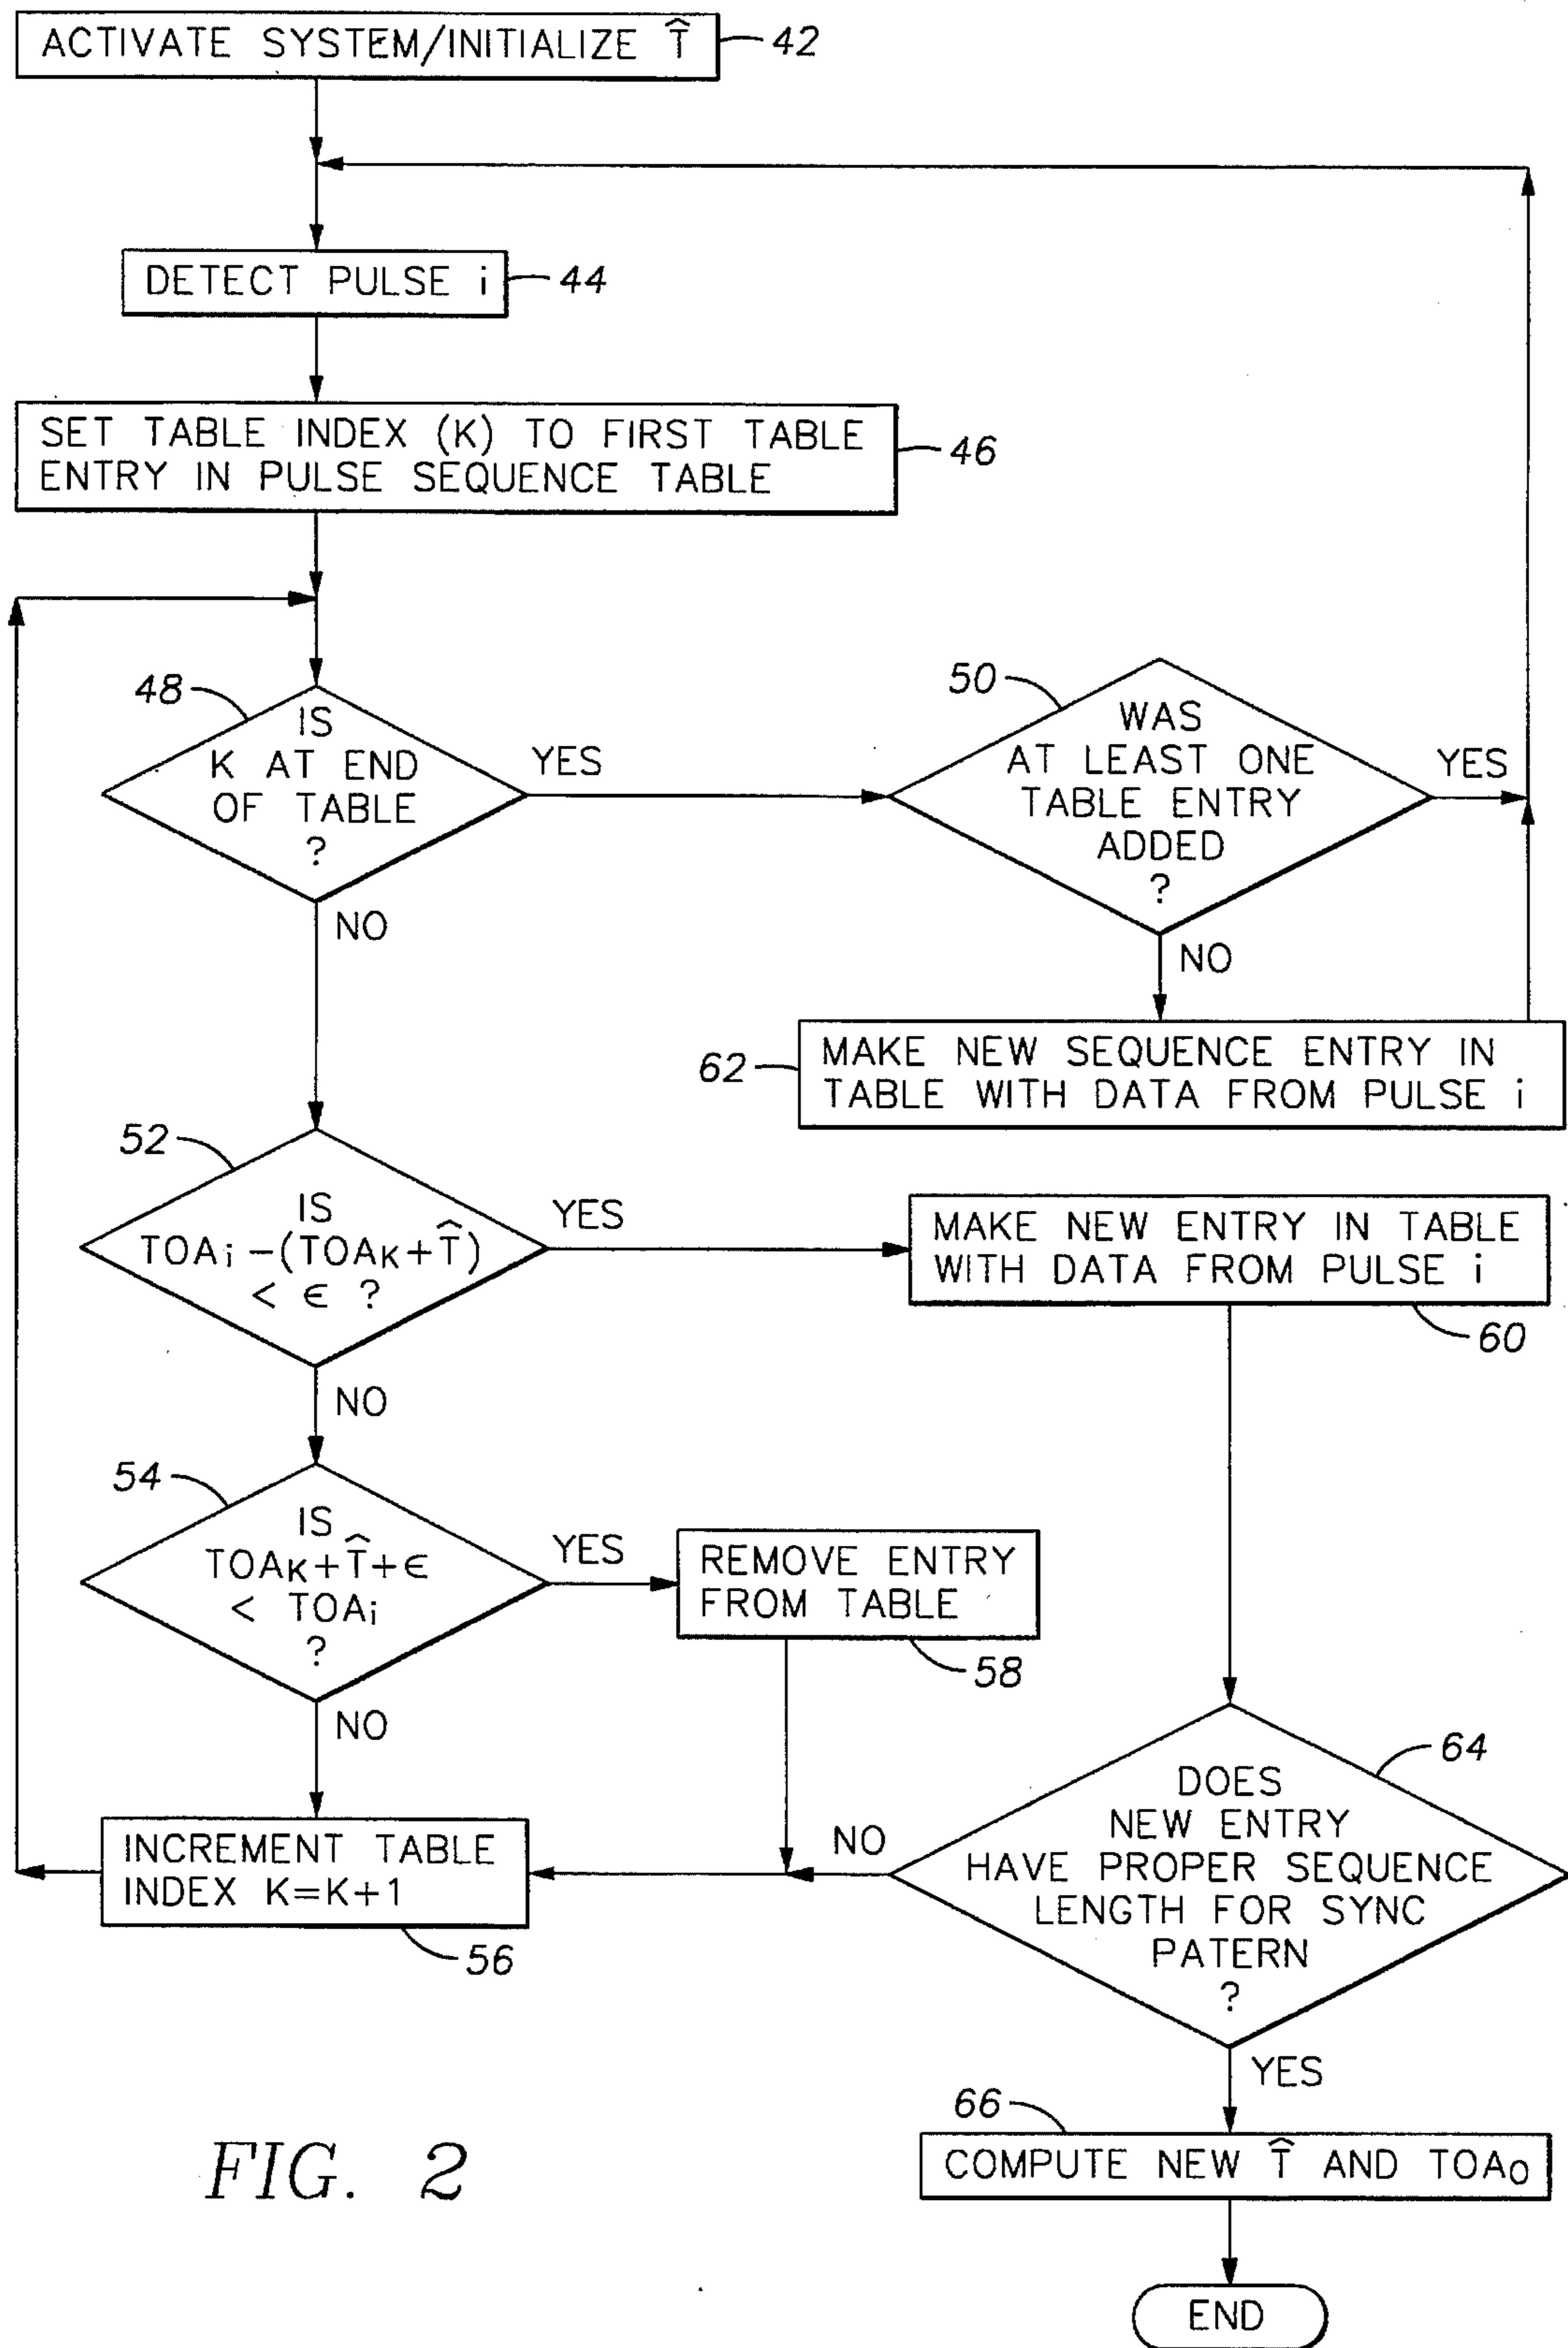 ACTIVATE SYSTEM/INITIALIZE T̂
42
DETECT PULSE i
44
SET TABLE INDEX (K) TO FIRST TABLE
ENTRY IN PULSE SEQUENCE TABLE
46
48
IS
K AT END
OF TABLE
?
YES
NO
50
WAS
AT LEAST ONE
TABLE ENTRY
ADDED
?
YES
NO
62
MAKE NEW SEQUENCE ENTRY IN
TABLE WITH DATA FROM PULSE i
52
IS
TOAi-(TOAK+T̂)
< ∈ ?
YES
NO
MAKE NEW ENTRY IN TABLE
WITH DATA FROM PULSE i
60
54
IS
TOAK+T̂+∈
< TOAi
?
YES
NO
REMOVE ENTRY
FROM TABLE
58
INCREMENT TABLE
INDEX K=K+1
56
64
DOES
NEW ENTRY
HAVE PROPER SEQUENCE
LENGTH FOR SYNC
PATERN
?
NO
YES
66
COMPUTE NEW T̂ AND TOA0
END
FIG. 2